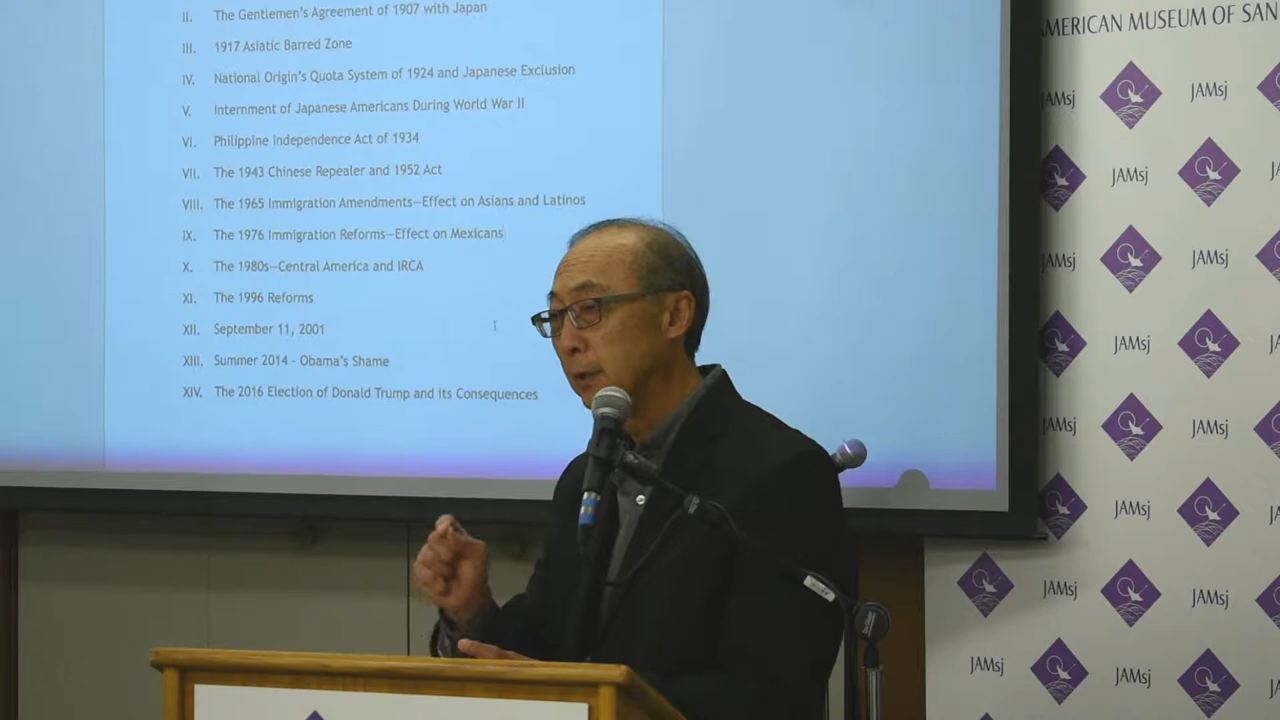 II. The Gentlemen's Agreement of 1907 with Japan
III. 1917 Asiatic Barred Zone
IV. National Origin's Quota System of 1924 and Japanese Exclusion
V. Internment of Japanese Americans During World War II
VI. Philippine Independence Act of 1934
VII. The 1943 Chinese Repealer and 1952 Act
VIII. The 1965 Immigration Amendments—Effect on Asians and Latinos
IX. The 1976 Immigration Reforms—Effect on Mexicans
X. The 1980s—Central America and IRCA
XI. The 1996 Reforms
XII. September 11, 2001
XIII. Summer 2014 - Obama's Shame
XIV. The 2016 Election of Donald Trump and its Consequences
AMERICAN MUSEUM OF SAN
JAMsj JAMsj
JAMsj
JAMsj JAMsj
JAMsj
JAMsj JAMsj
JAMsj
JAMsj JAMsj
JAMsj JAMsj